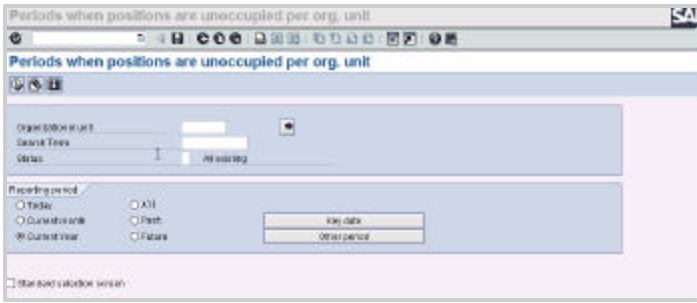 Periods when positions are unoccupied per org. unit
SAP
Periods when positions are unoccupied per org. unit
Organizational unit
Search Term
Status All existing
Reporting period
Today All
Current month Past Key date
Current Year Future Other period
Standard selection screen